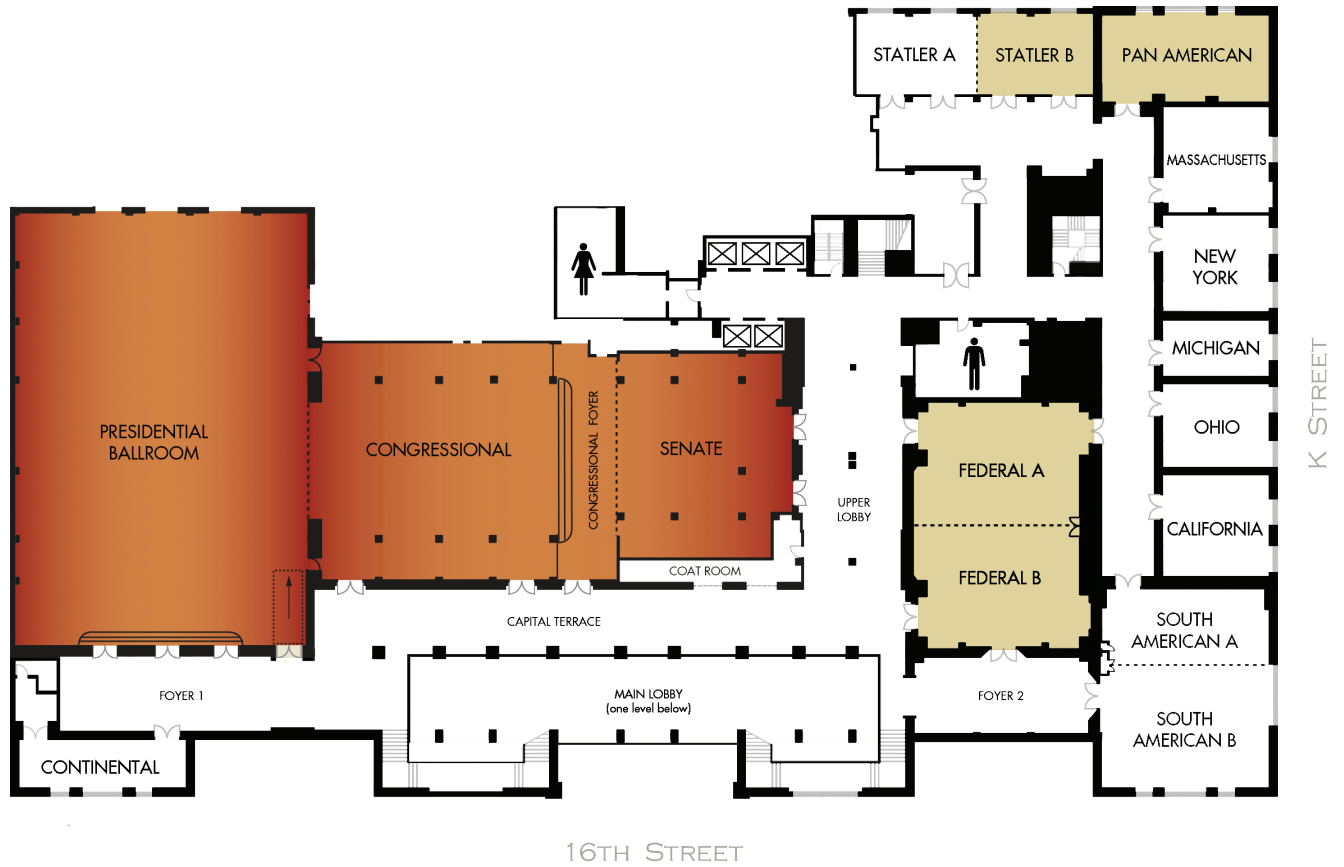 STATLER A
STATLER B
PAN AMERICAN
MASSACHUSETTS
NEW
YORK
MICHIGAN
OHIO
CALIFORNIA
K STREET
PRESIDENTIAL
BALLROOM
CONGRESSIONAL
CONGRESSIONAL FOYER
SENATE
UPPER
LOBBY
FEDERAL A
FEDERAL B
COAT ROOM
CAPITAL TERRACE
SOUTH
AMERICAN A
FOYER 1
MAIN LOBBY
(one level below)
FOYER 2
SOUTH
AMERICAN B
CONTINENTAL
16TH STREET